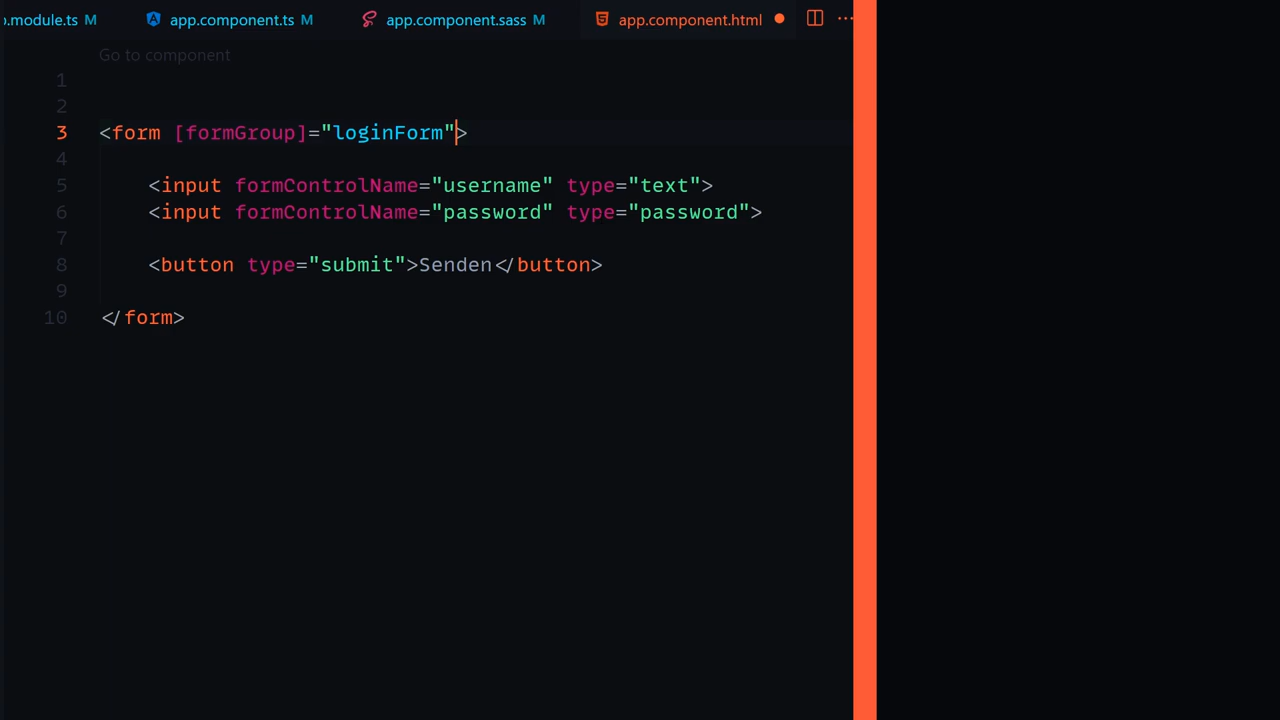 o.module.ts M app.component.ts M app.component.sass M app.component.html ...
Go to component
1
2
3 <form [formGroup]="loginForm">
4
5 <input formControlName="username" type="text">
6 <input formControlName="password" type="password">
7
8 <button type="submit">Senden</button>
9
10 </form>